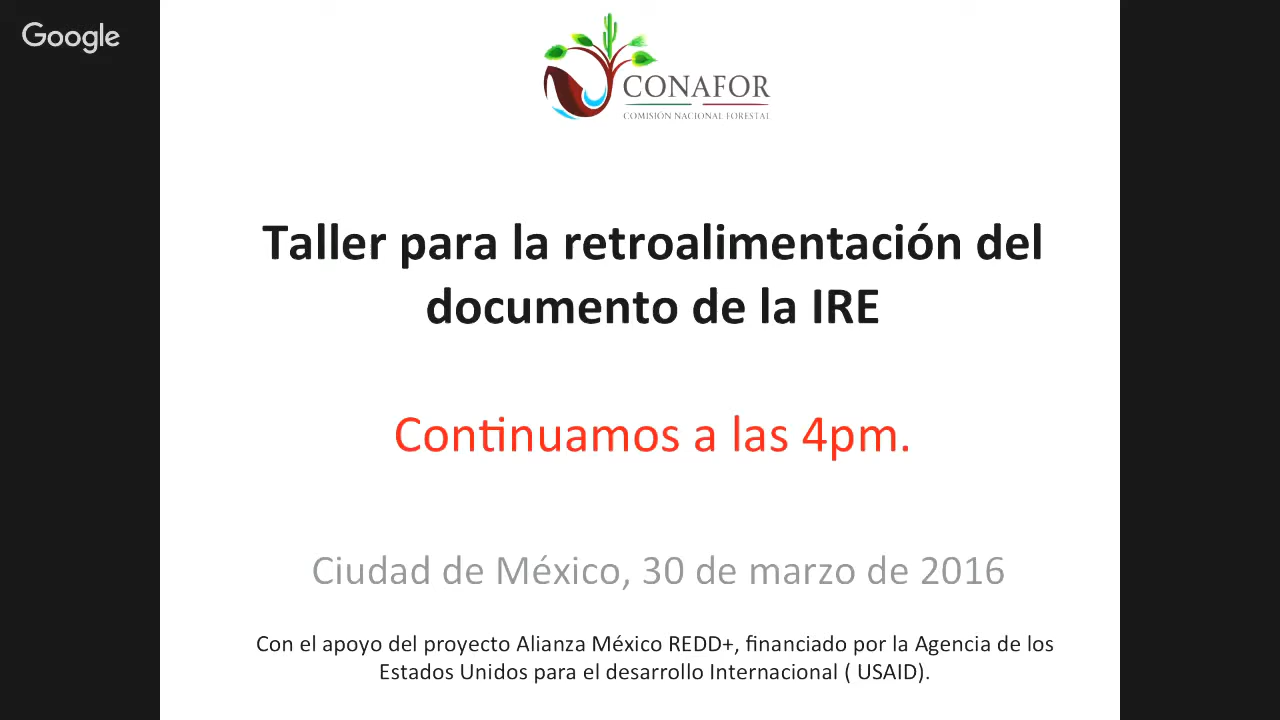 Google
CONAFOR
COMISIÓN NACIONAL FORESTAL
Taller para la retroalimentación del
documento de la IRE
Continuamos a las 4pm.
Ciudad de México, 30 de marzo de 2016
Con el apoyo del proyecto Alianza México REDD+, financiado por la Agencia de los
Estados Unidos para el desarrollo Internacional ( USAID).